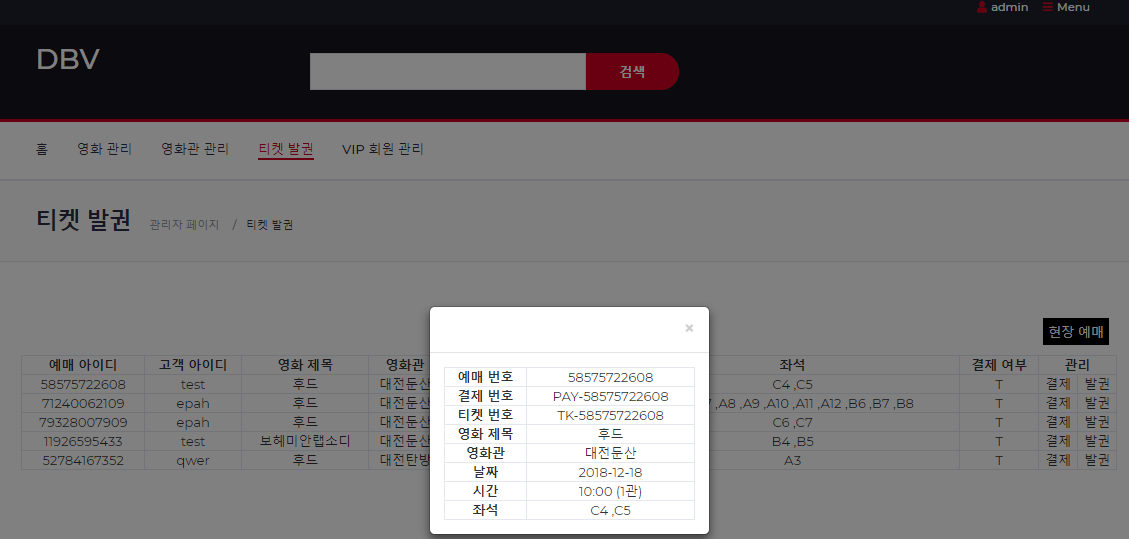 admin Menu
DBV
검색
홈 영화 관리 영화관 관리 티켓 발권 VIP 회원 관리
티켓 발권 관리자 페이지 / 티켓 발권
×
현장 예매
예매 아이디 고객 아이디 영화 제목 영화관 좌석 결제 여부 관리
58575722608 test 후드 대전둔산 C4 ,C5 T 결제 발권
71240062109 epah 후드 대전둔산 ,A8 ,A9 ,A10 ,A11 ,A12 ,B6 ,B7 ,B8 T 결제 발권
79328007909 epah 후드 대전둔산 C6 ,C7 T 결제 발권
11926595433 test 보헤미안랩소디 대전둔산 B4 ,B5 T 결제 발권
52784167352 qwer 후드 대전탄방 A3 T 결제 발권
예매 번호 58575722608
결제 번호 PAY-58575722608
티켓 번호 TK-58575722608
영화 제목 후드
영화관 대전둔산
날짜 2018-12-18
시간 10:00 (1관)
좌석 C4 ,C5